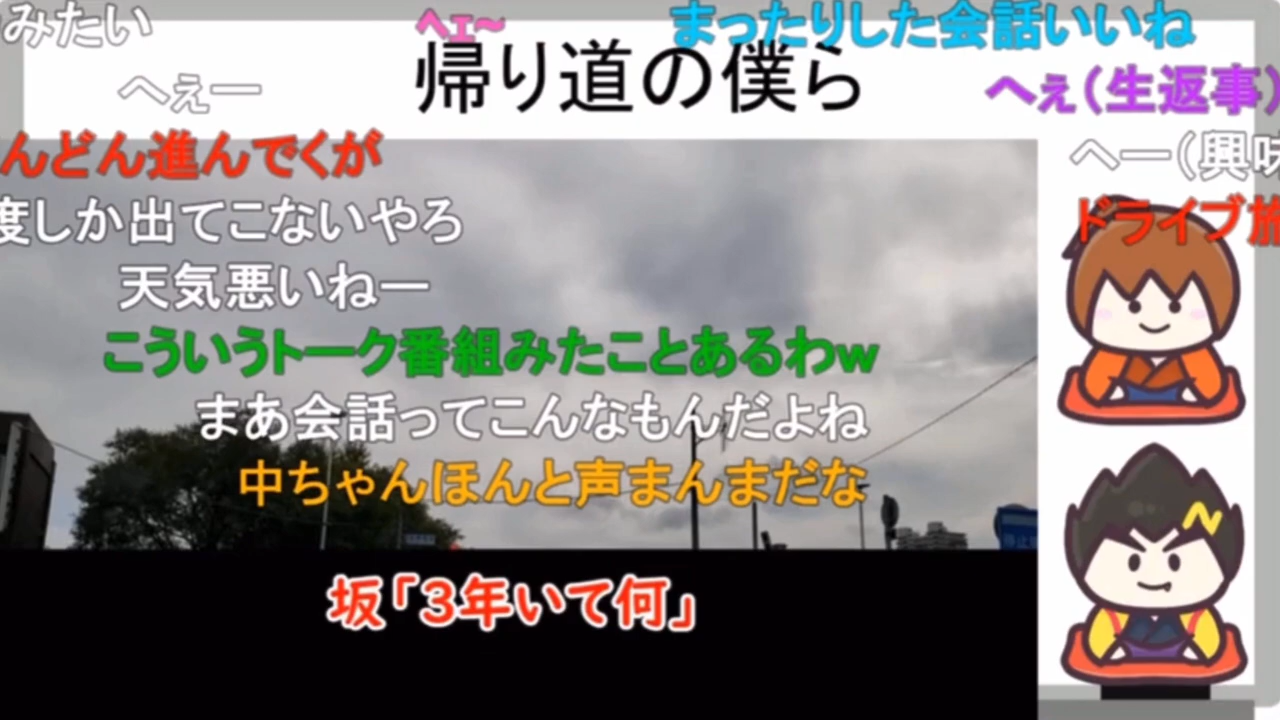 みたい
へェ~
まったりした会話いいね
帰り道の僕ら
へぇー
へぇ(生返事)
んどん進んでくが
へー(興味
度しか出てこないやろ
ドライブ旅
天気悪いねー
こういうトーク番組みたことあるわw
まあ会話ってこんなもんだよね
中ちゃんほんと声まんまだな
坂「3年いて何」